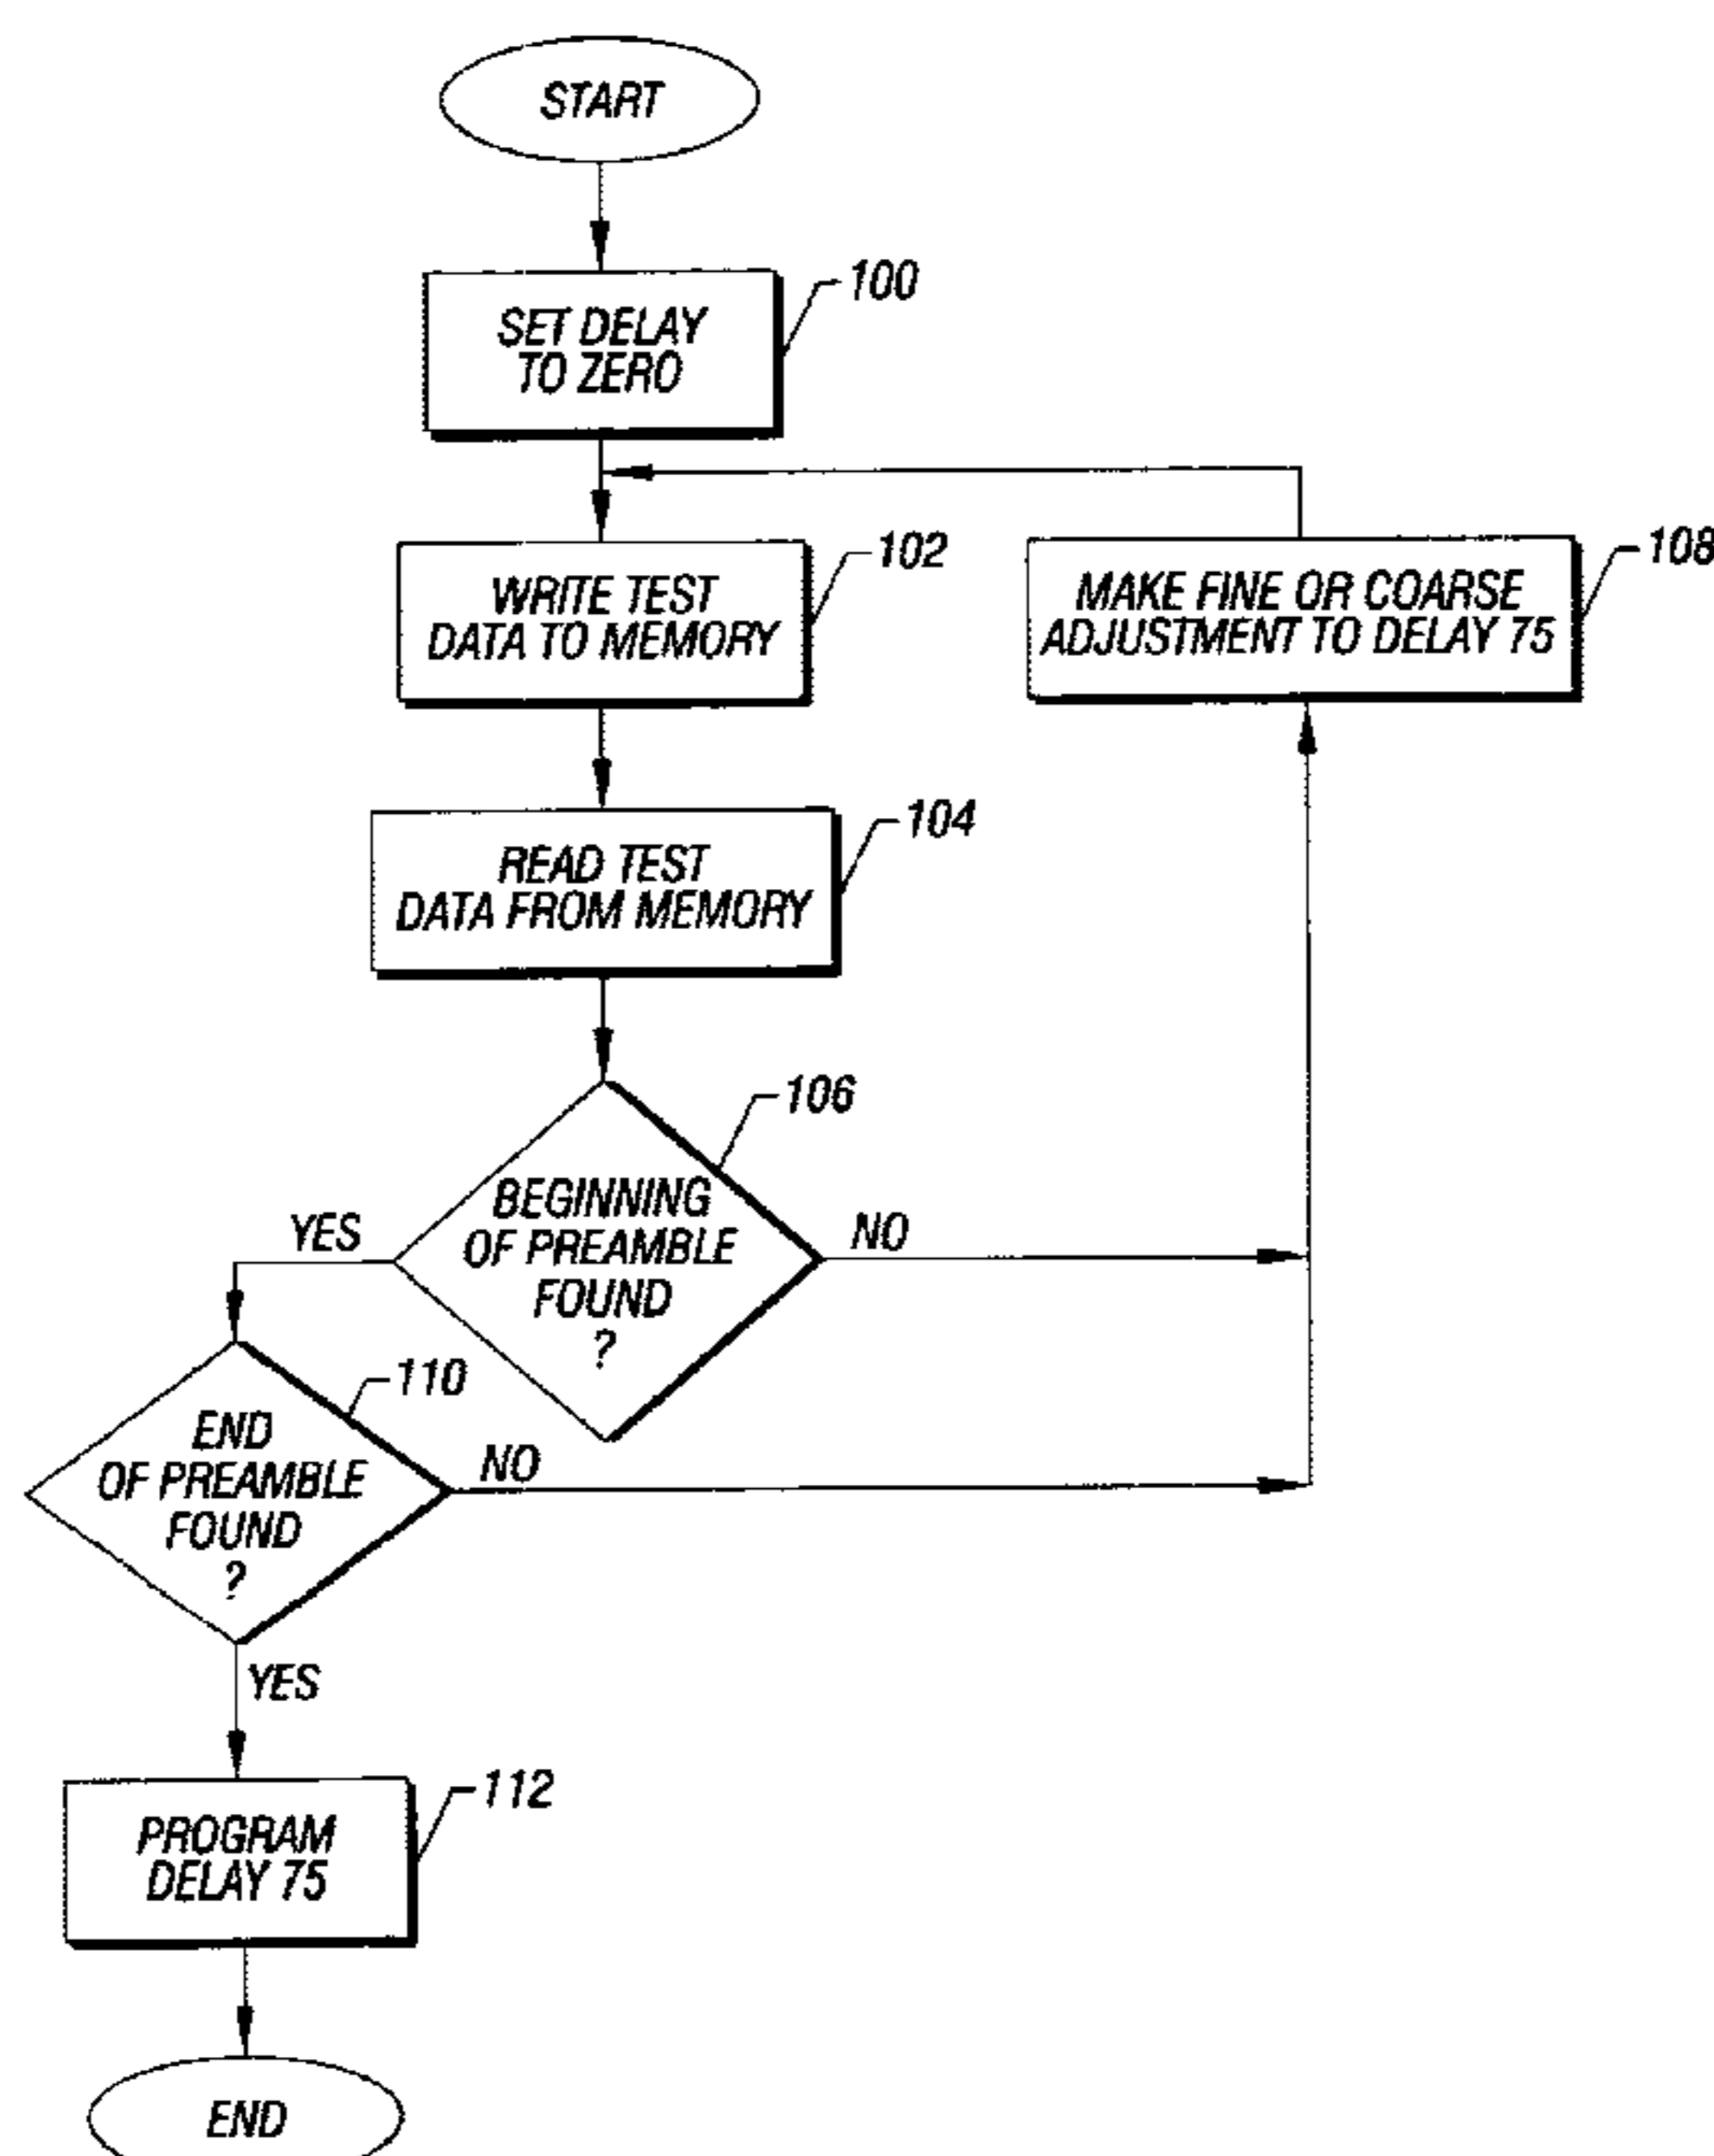 START
100
SET DELAY
TO ZERO
102
WRITE TEST
DATA TO MEMORY
108
MAKE FINE OR COARSE
ADJUSTMENT TO DELAY 75
104
READ TEST
DATA FROM MEMORY
106
BEGINNING
OF PREAMBLE
FOUND
?
YES
NO
110
END
OF PREAMBLE
FOUND
?
NO
YES
112
PROGRAM
DELAY 75
END